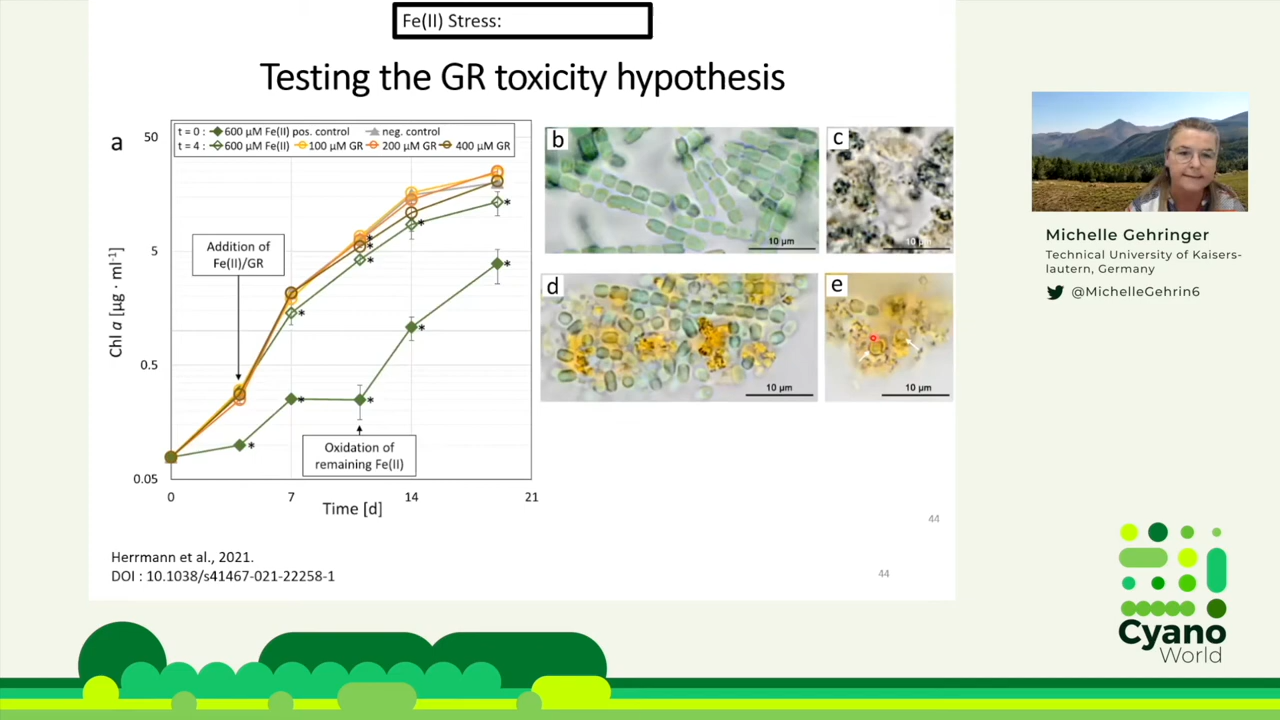 Fe(II) Stress:
Testing the GR toxicity hypothesis
a
50
5
0.5
0.05
Chl a [µg · ml-1]
t = 0 : 600 µM Fe(II) pos. control neg. control
t = 4 : 600 µM Fe(II) 100 µM GR 200 µM GR 400 µM GR
Addition of
Fe(II)/GR
*
*
*
*
*
*
*
*
*
*
*
Oxidation of
remaining Fe(II)
0 7 14 21
Time [d]
b
10 µm
c
10 µm
d
10 µm
e
10 µm
44
Herrmann et al., 2021.
DOI : 10.1038/s41467-021-22258-1
44
Michelle Gehringer
Technical University of Kaisers-
lautern, Germany
@MichelleGehrin6
Cyano
World